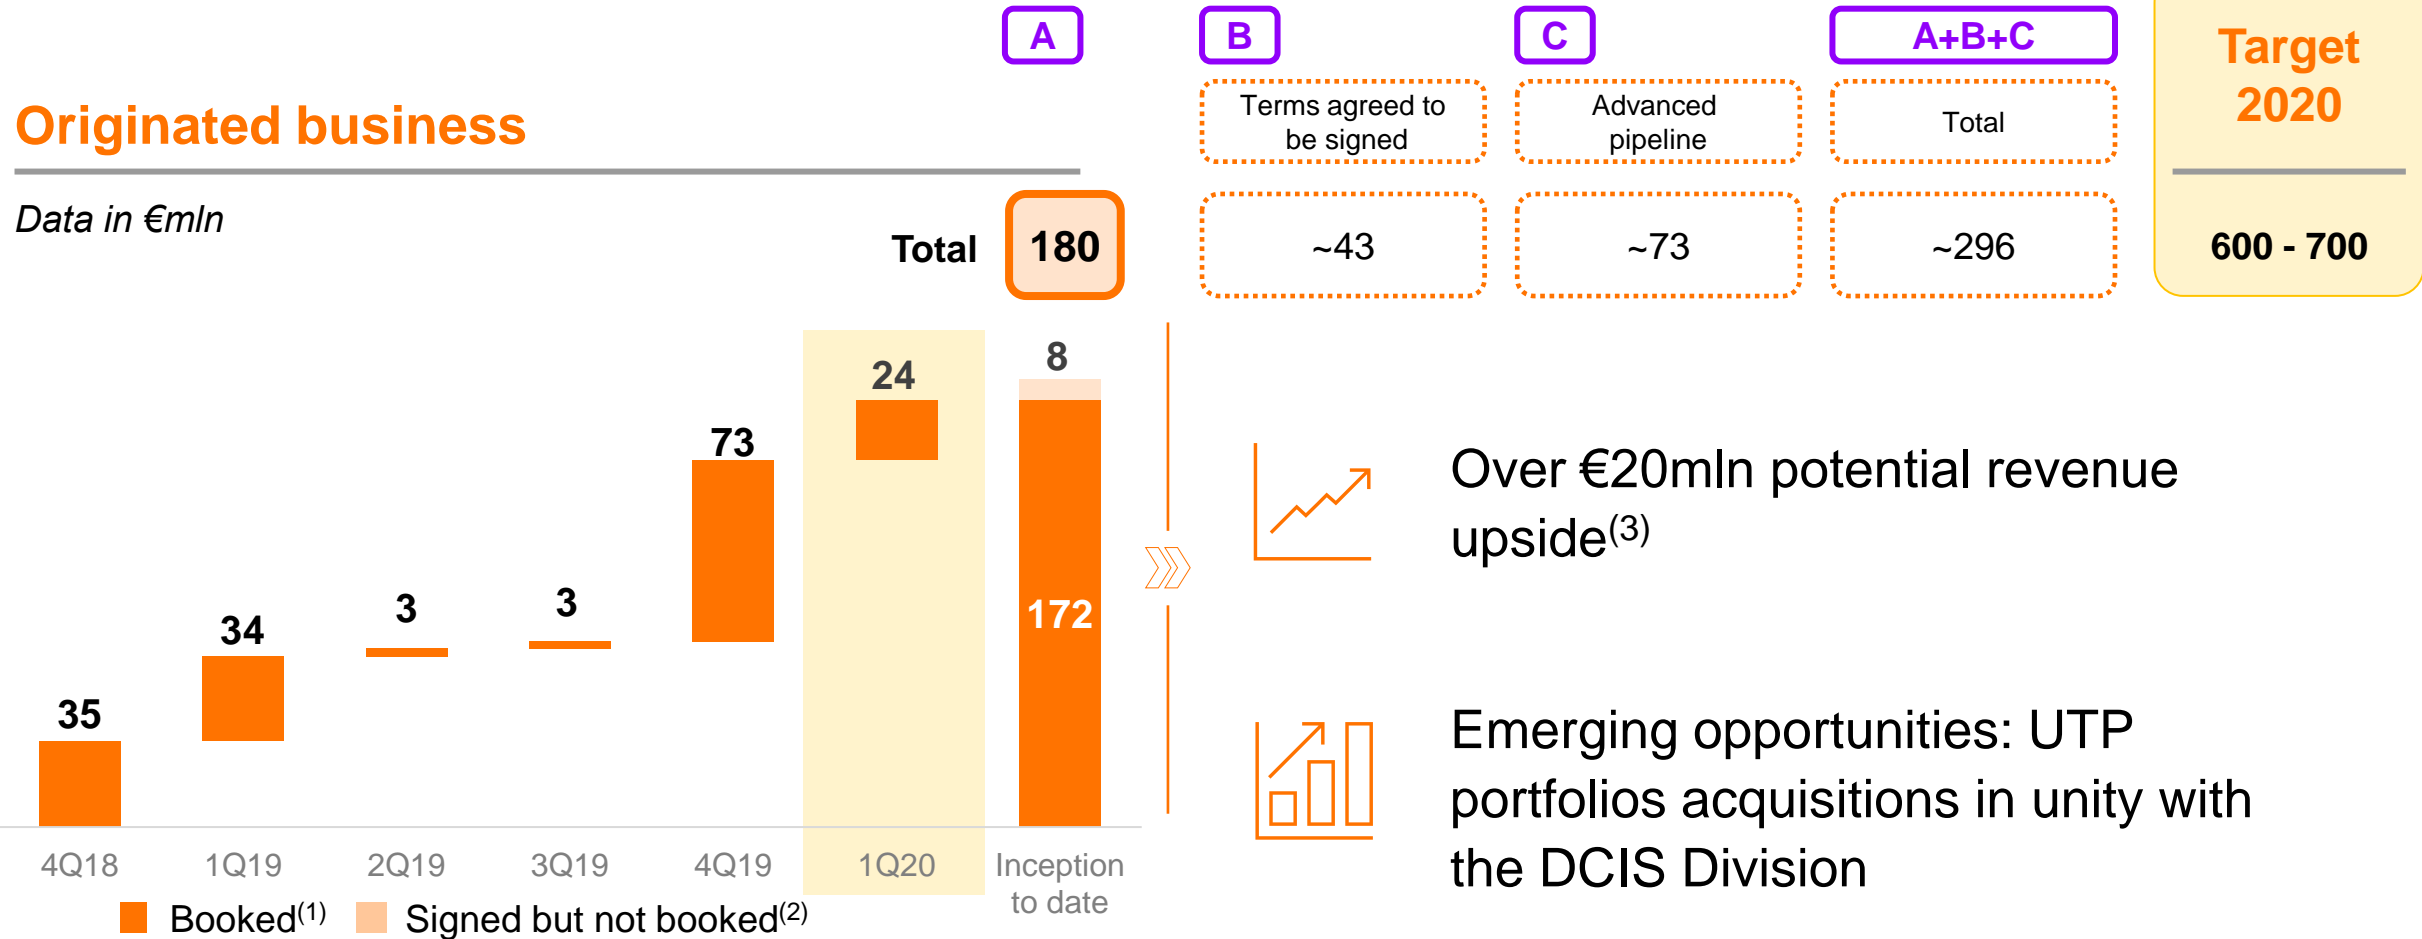 A
B
C
A+B+C
Target
2020
Originated business
Terms agreed to
be signed
Advanced
pipeline
Total
Data in €mln
Total
180
~43
~73
~296
600 - 700
35
34
3
3
73
24
8
172
4Q18
1Q19
2Q19
3Q19
4Q19
1Q20
Inception
to date
Booked(1)
Signed but not booked(2)
Over €20mln potential revenue
upside(3)
Emerging opportunities: UTP
portfolios acquisitions in unity with
the DCIS Division